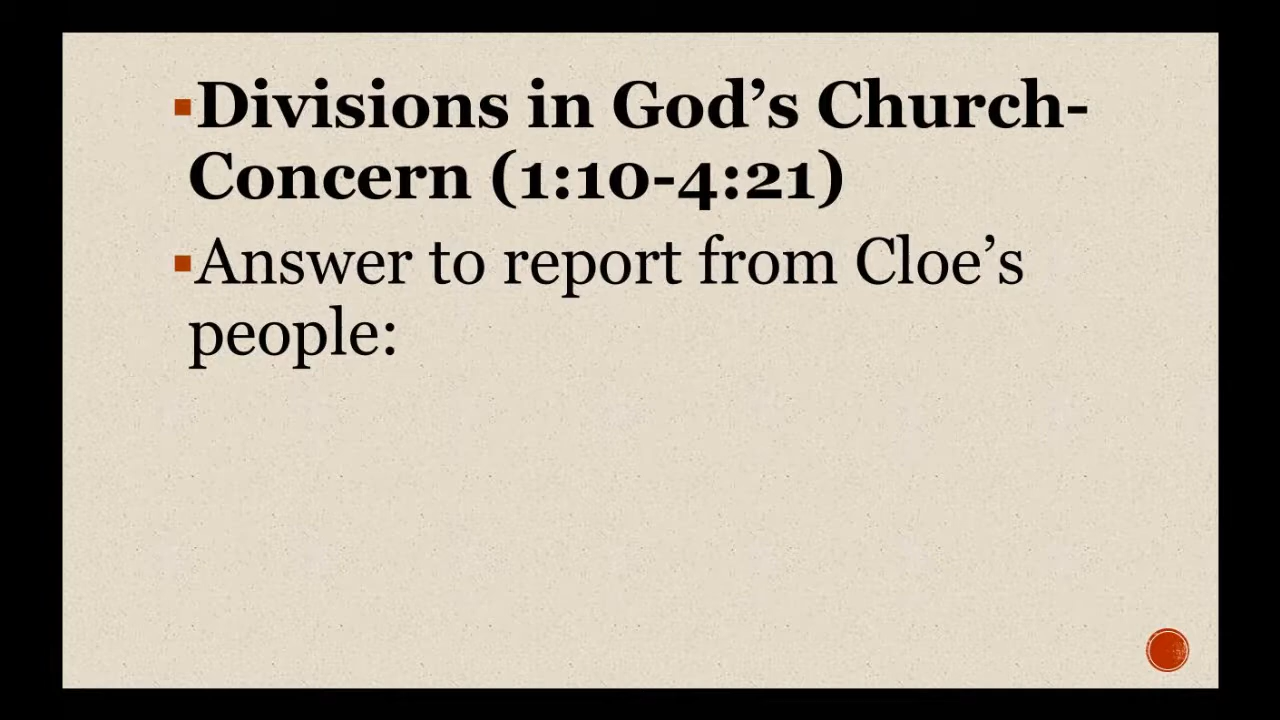 ▪Divisions in God’s Church-
Concern (1:10-4:21)
▪Answer to report from Cloe’s
people: